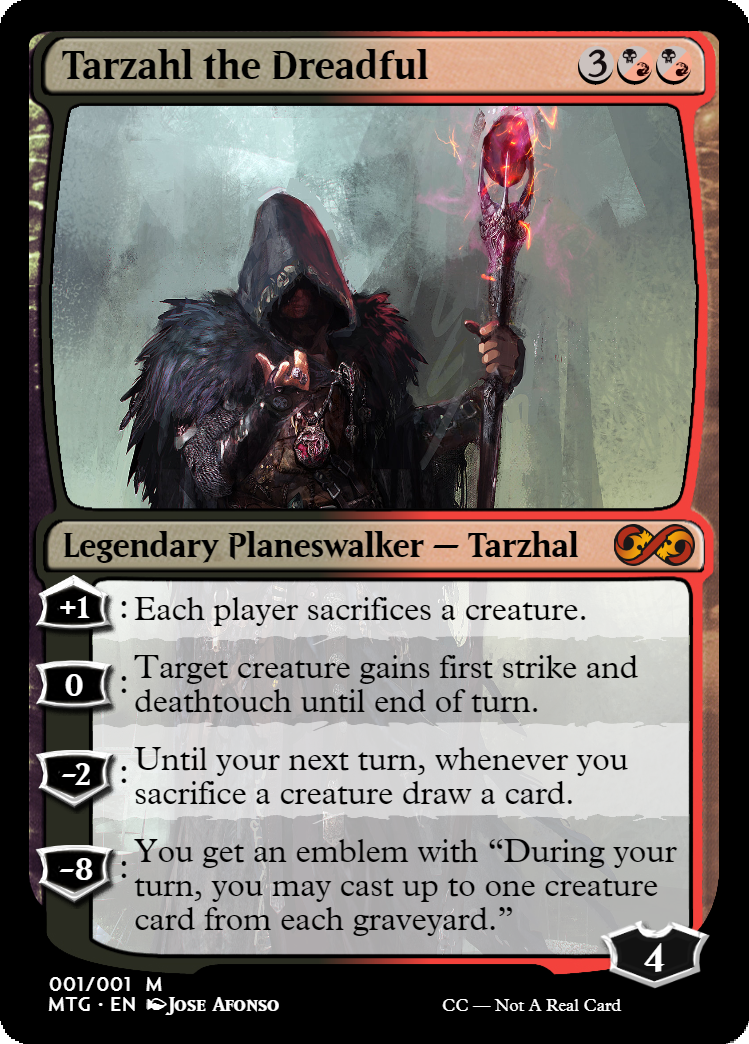 Tarzahl the Dreadful 3
Legendary Planeswalker — Tarzhal
+1 : Each player sacrifices a creature.
0 : Target creature gains first strike and
deathtouch until end of turn.
−2 : Until your next turn, whenever you
sacrifice a creature draw a card.
−8 : You get an emblem with “During your
turn, you may cast up to one creature
card from each graveyard.”
4
001/001 M
MTG · EN Jose Afonso
CC — Not A Real Card